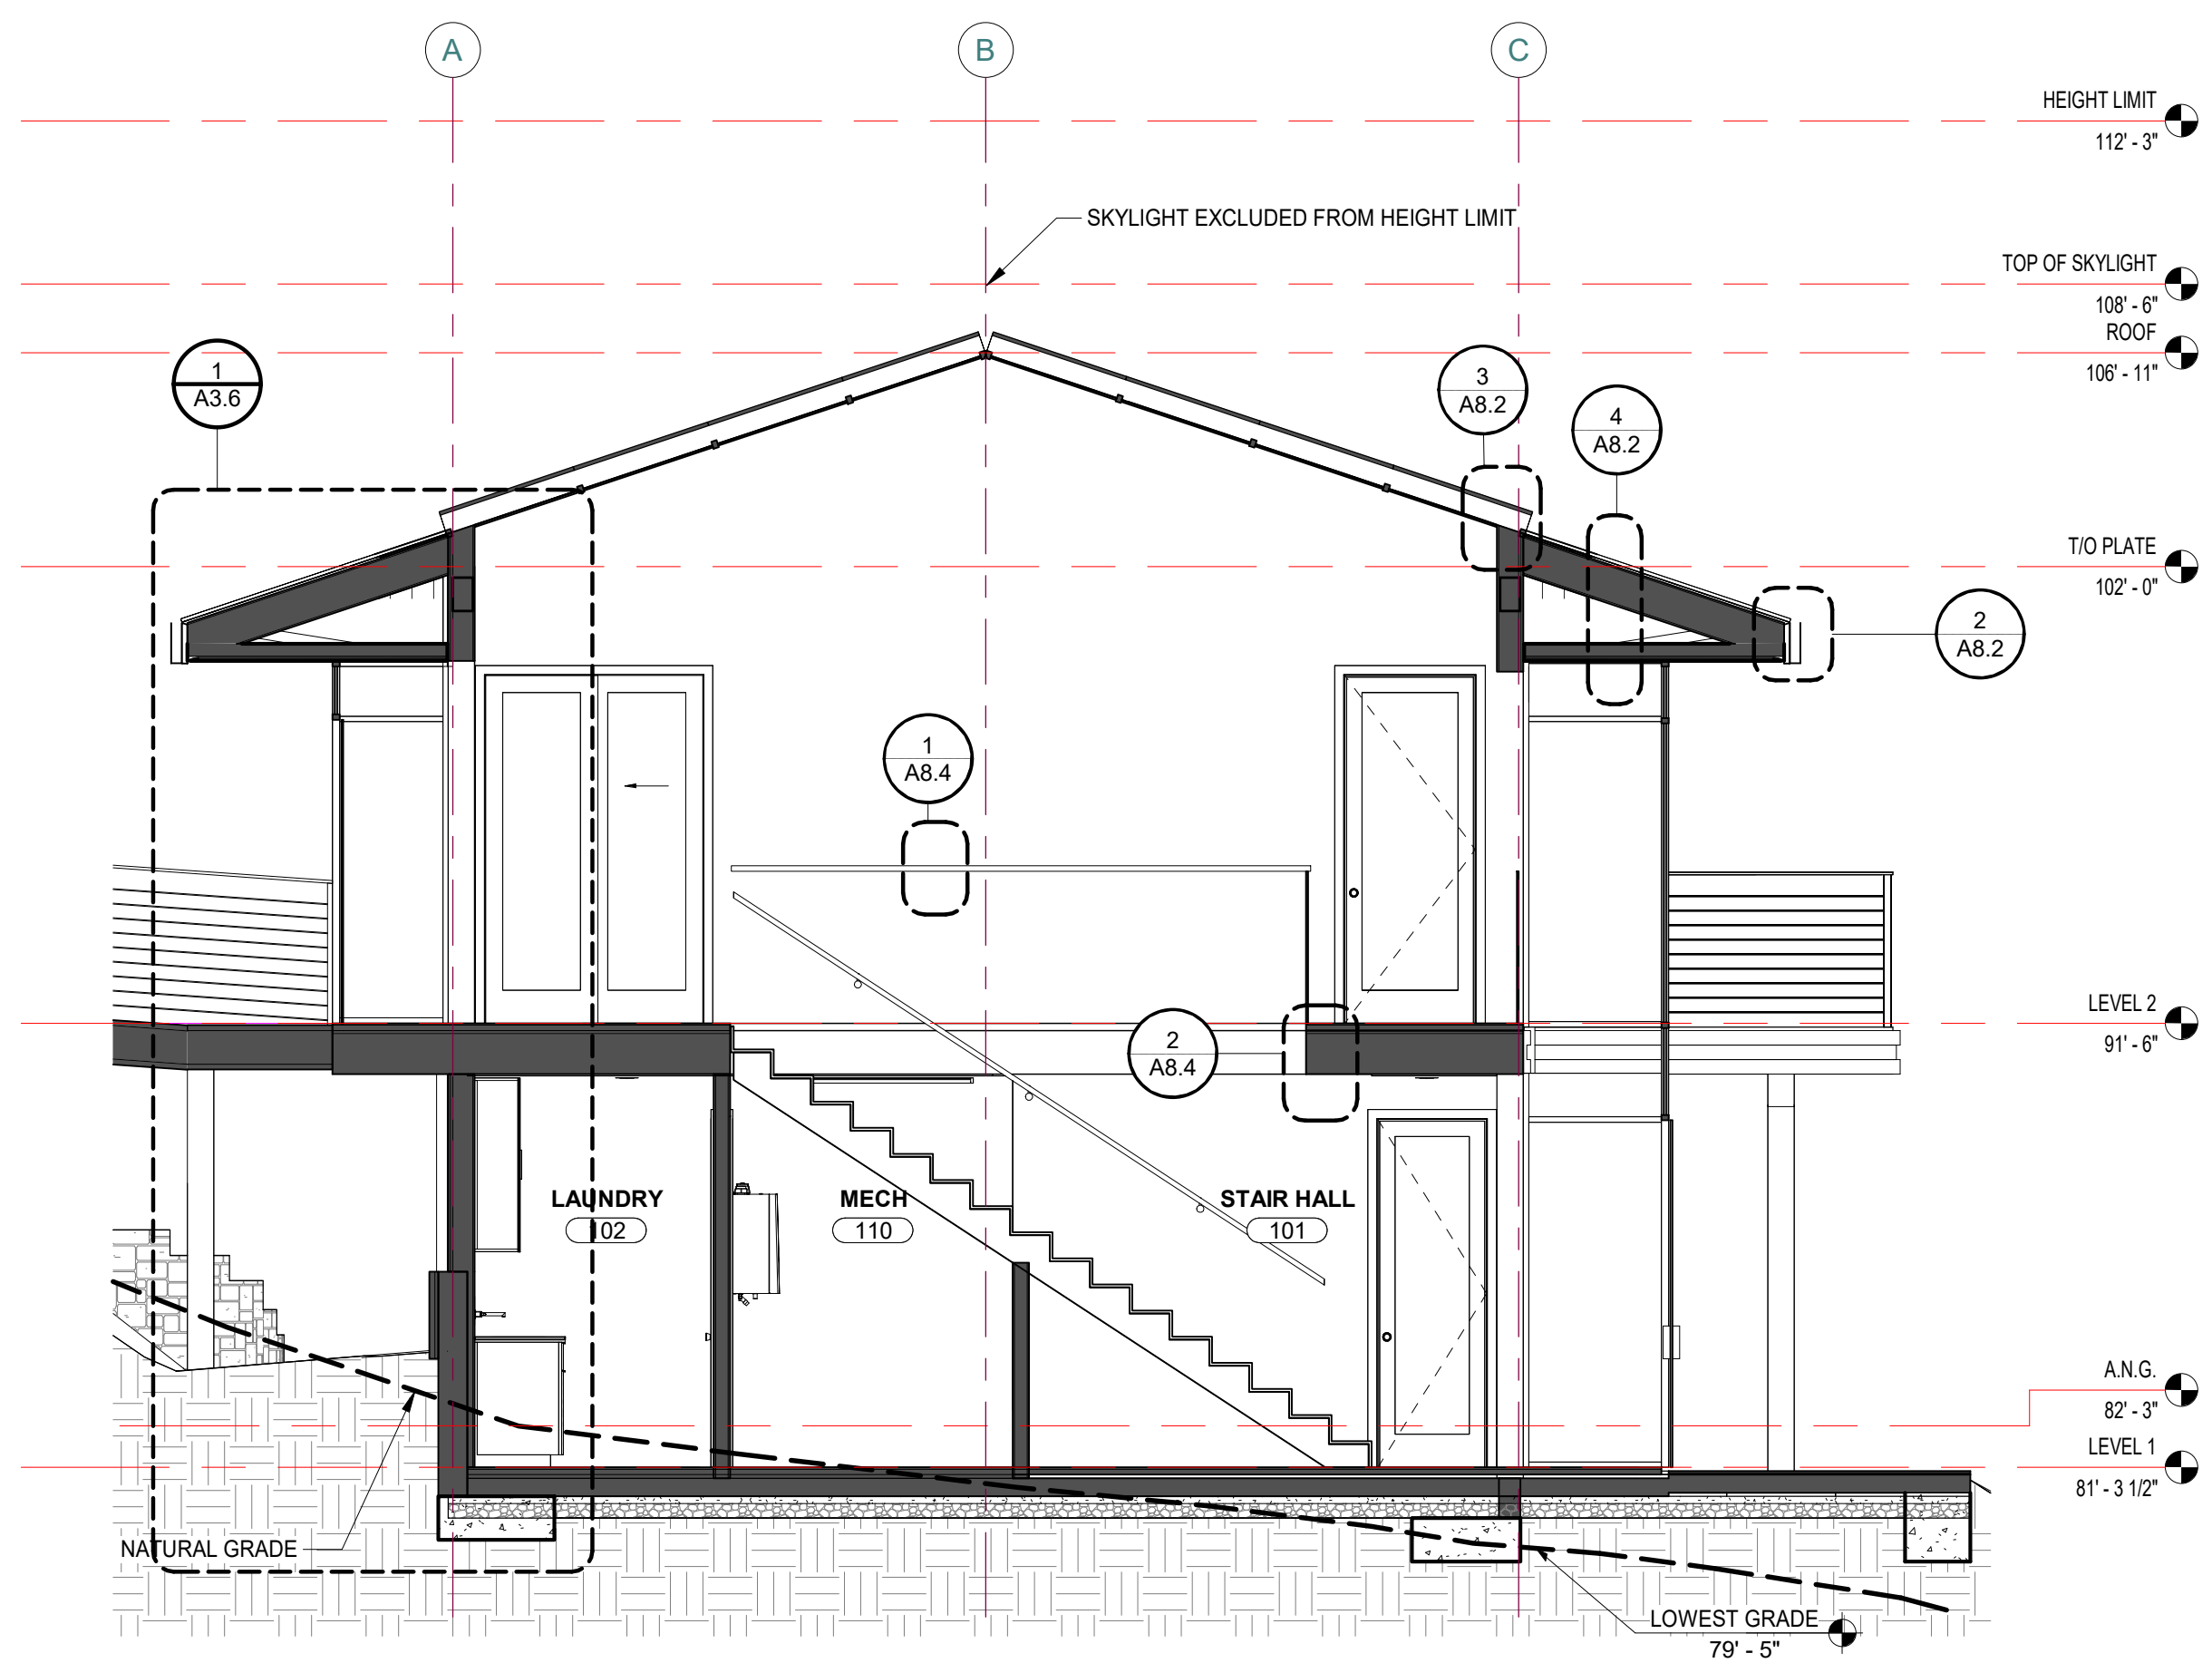 A
B
C
HEIGHT LIMIT
112' - 3"
SKYLIGHT EXCLUDED FROM HEIGHT LIMIT
TOP OF SKYLIGHT
108' - 6"
ROOF
106' - 11"
1
A3.6
3
A8.2
4
A8.2
T/O PLATE
102' - 0"
2
A8.2
1
A8.4
LEVEL 2
91' - 6"
2
A8.4
LAUNDRY
102
MECH
110
STAIR HALL
101
A.N.G.
82' - 3"
LEVEL 1
81' - 3 1/2"
NATURAL GRADE
LOWEST GRADE
79' - 5"